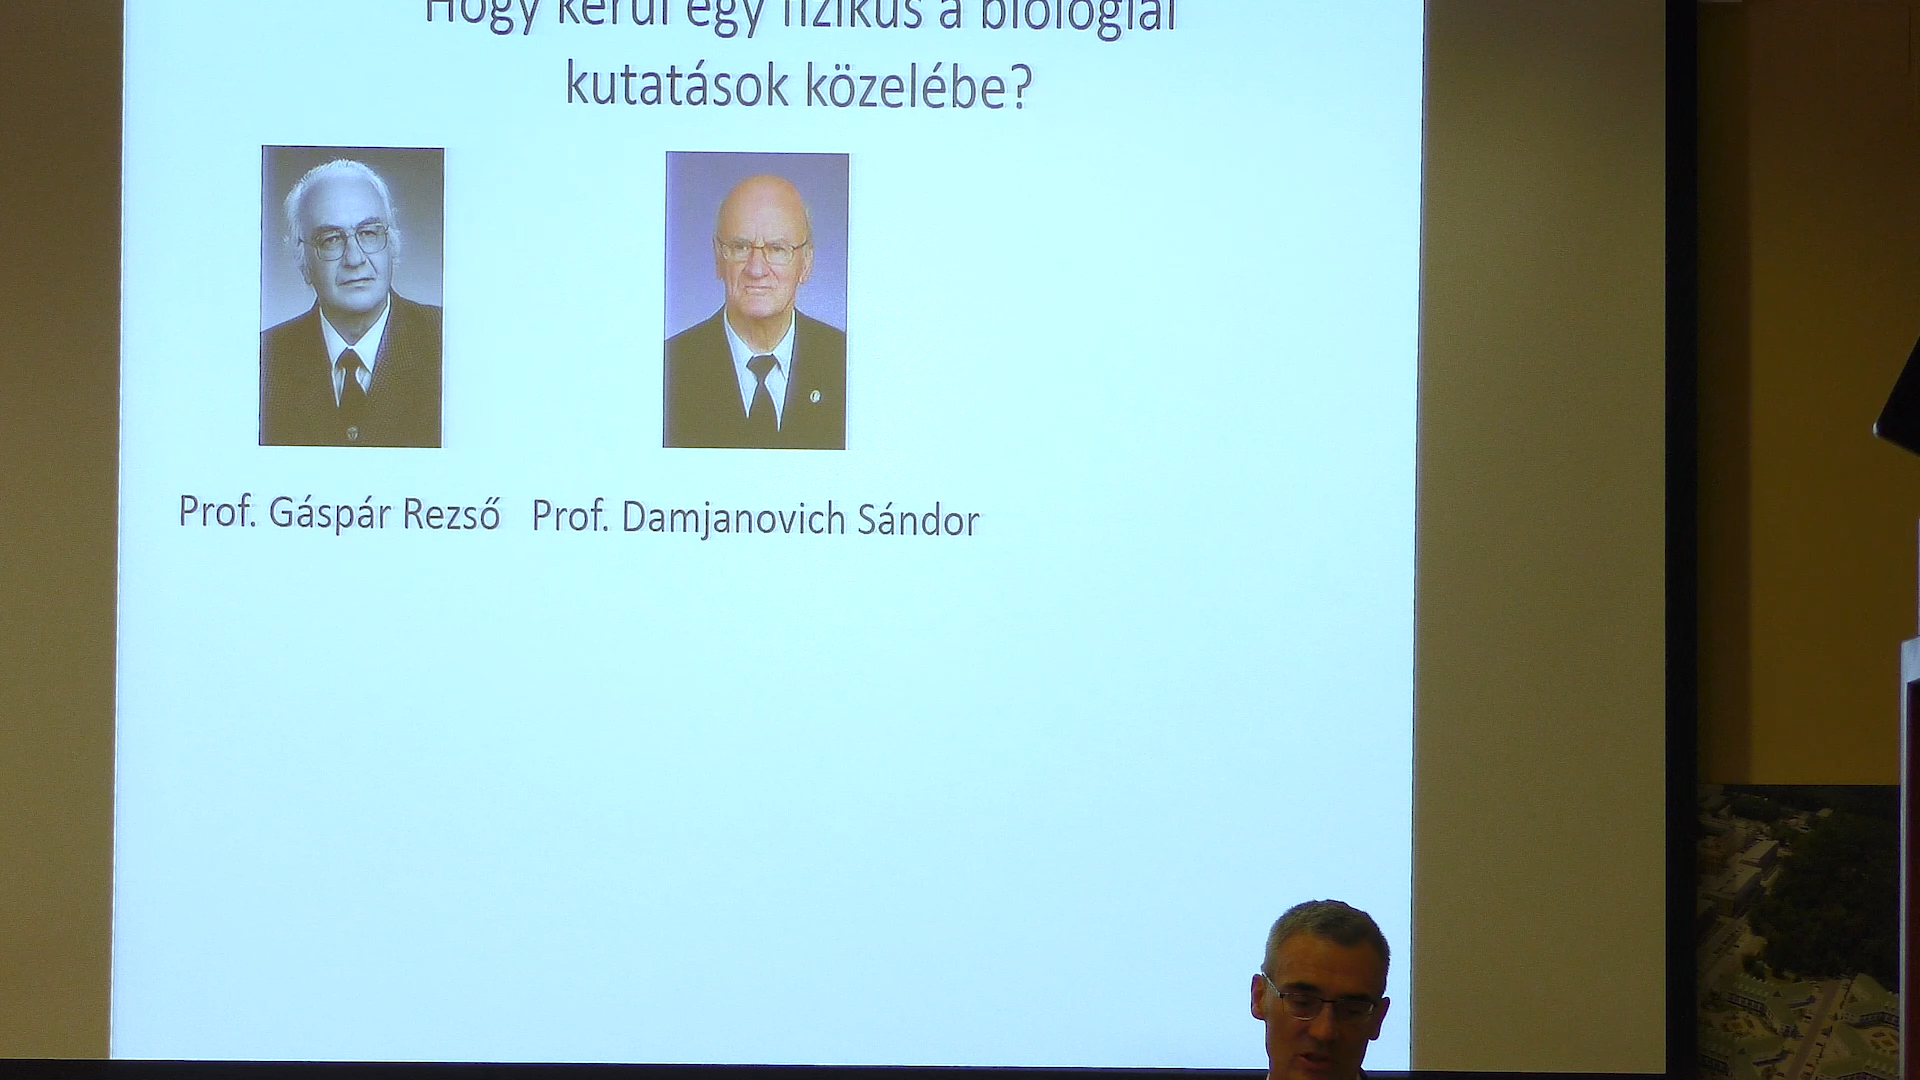 Hogy kerül egy fizikus a biológiai
kutatások közelébe?
Prof. Gáspár Rezső Prof. Damjanovich Sándor